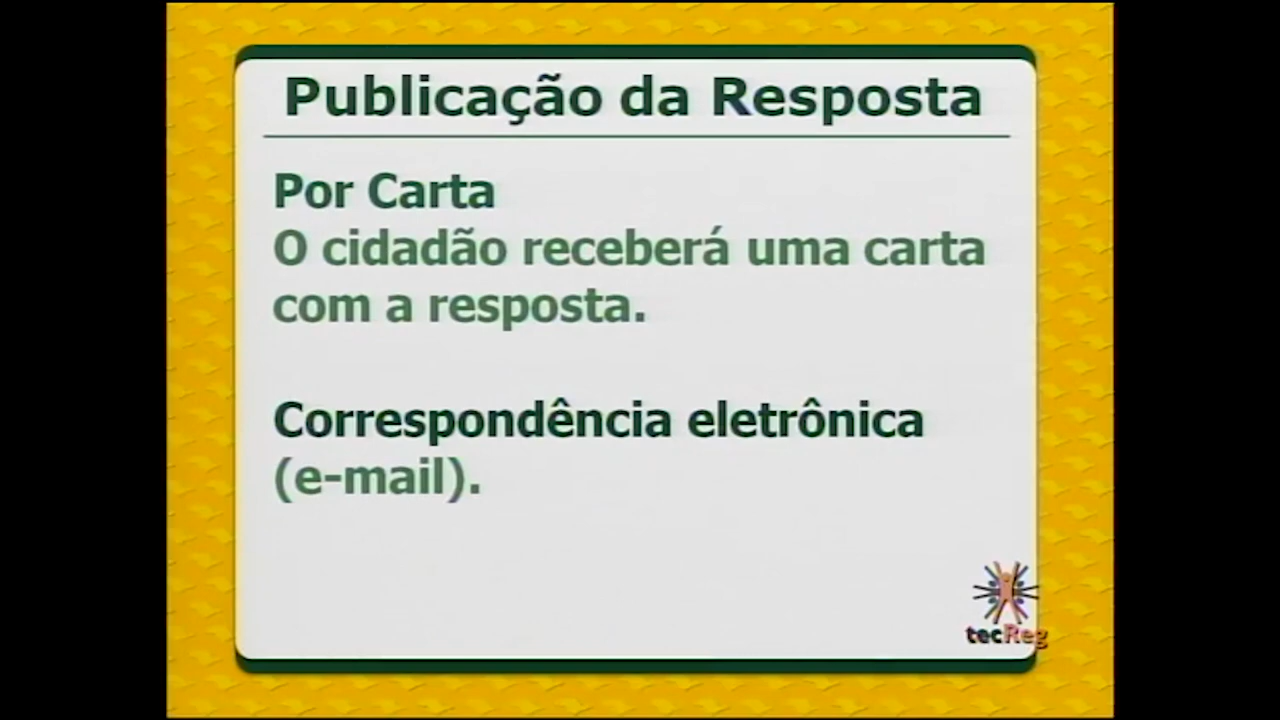 Publicação da Resposta
Por Carta
O cidadão receberá uma carta
com a resposta.
Correspondência eletrônica
(e-mail).
tecReg